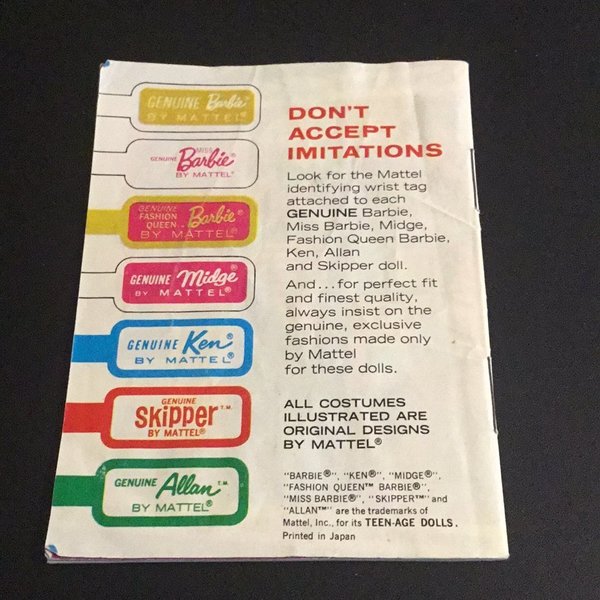 GENUINE Barbie®
BY MATTEL
GENUINE MISS Barbie®
BY MATTEL®
GENUINE
FASHION
QUEEN Barbie®
BY MATTEL
GENUINE Midge®
BY MATTEL®
GENUINE Ken®
BY MATTEL®
GENUINE
Skipper T.M.
BY MATTEL®
GENUINE Allan T.M.
BY MATTEL®
DON'T
ACCEPT
IMITATIONS
Look for the Mattel
identifying wrist tag
attached to each
GENUINE Barbie,
Miss Barbie, Midge,
Fashion Queen Barbie,
Ken, Allan
and Skipper doll.
And...for perfect fit
and finest quality,
always insist on the
genuine, exclusive
fashions made only
by Mattel
for these dolls.
ALL COSTUMES
ILLUSTRATED ARE
ORIGINAL DESIGNS
BY MATTEL®
"BARBIE®", "KEN®", "MIDGE®",
"FASHION QUEEN™ BARBIE®",
"MISS BARBIE®", "SKIPPER™" and
"ALLAN™" are the trademarks of
Mattel, Inc., for its TEEN-AGE DOLLS.
Printed in Japan